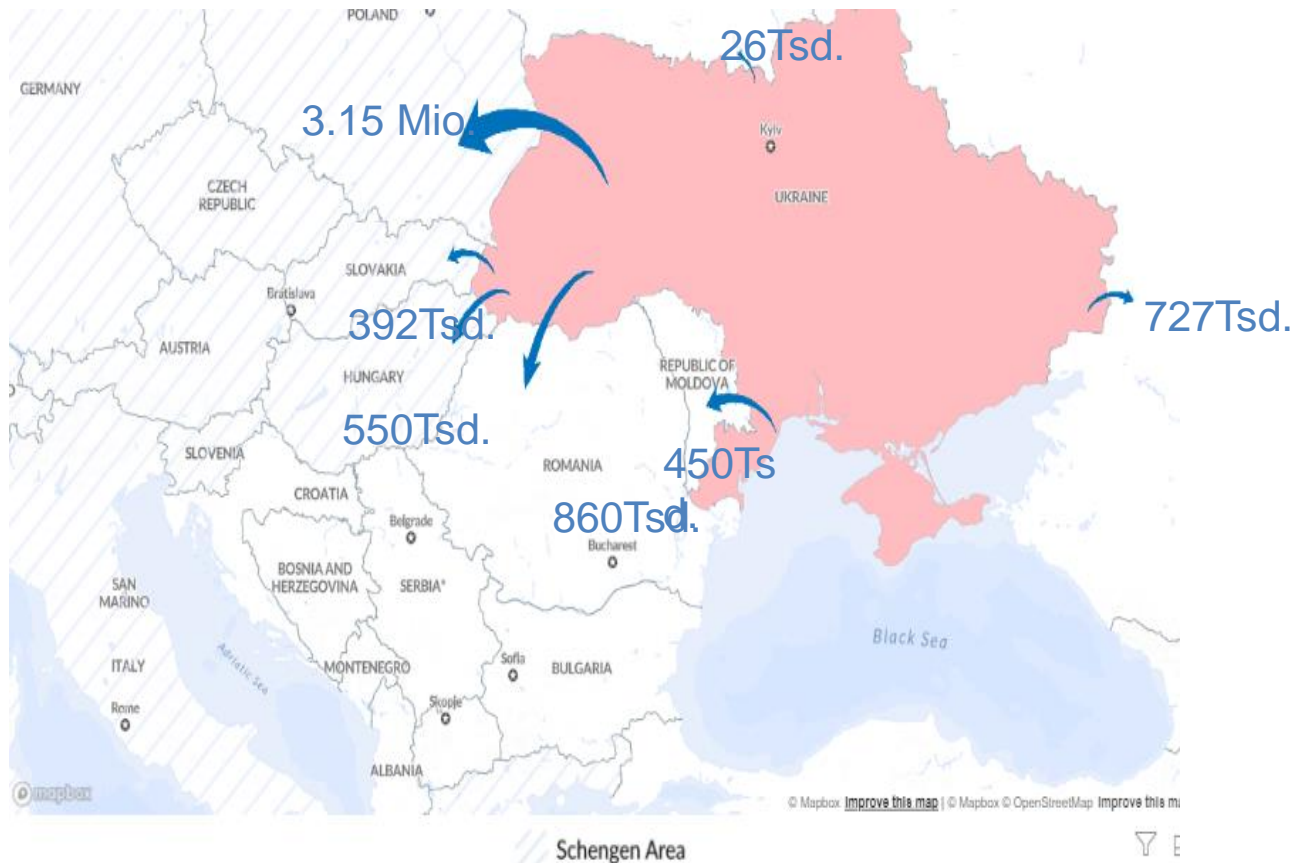 POLAND
26Tsd.
GERMANY
3.15 Mio.
Kyiv
CZECH
REPUBLIC
UKRAINE
SLOVAKIA
Bratislava
392Tsd.
727Tsd.
AUSTRIA
HUNGARY
REPUBLIC OF
MOLDOVA
550Tsd.
SLOVENIA
ROMANIA
450Ts
d.
CROATIA
860Tsd.
Belgrade
Bucharest
BOSNIA AND
HERZEGOVINA
SERBIA*
SAN
MARINO
Black Sea
ITALY
Adriatic Sea
MONTENEGRO
Sofia
BULGARIA
Rome
Skopje
ALBANIA
mapbox
© Mapbox Improve this map | © Mapbox © OpenStreetMap Improve this ma
Schengen Area